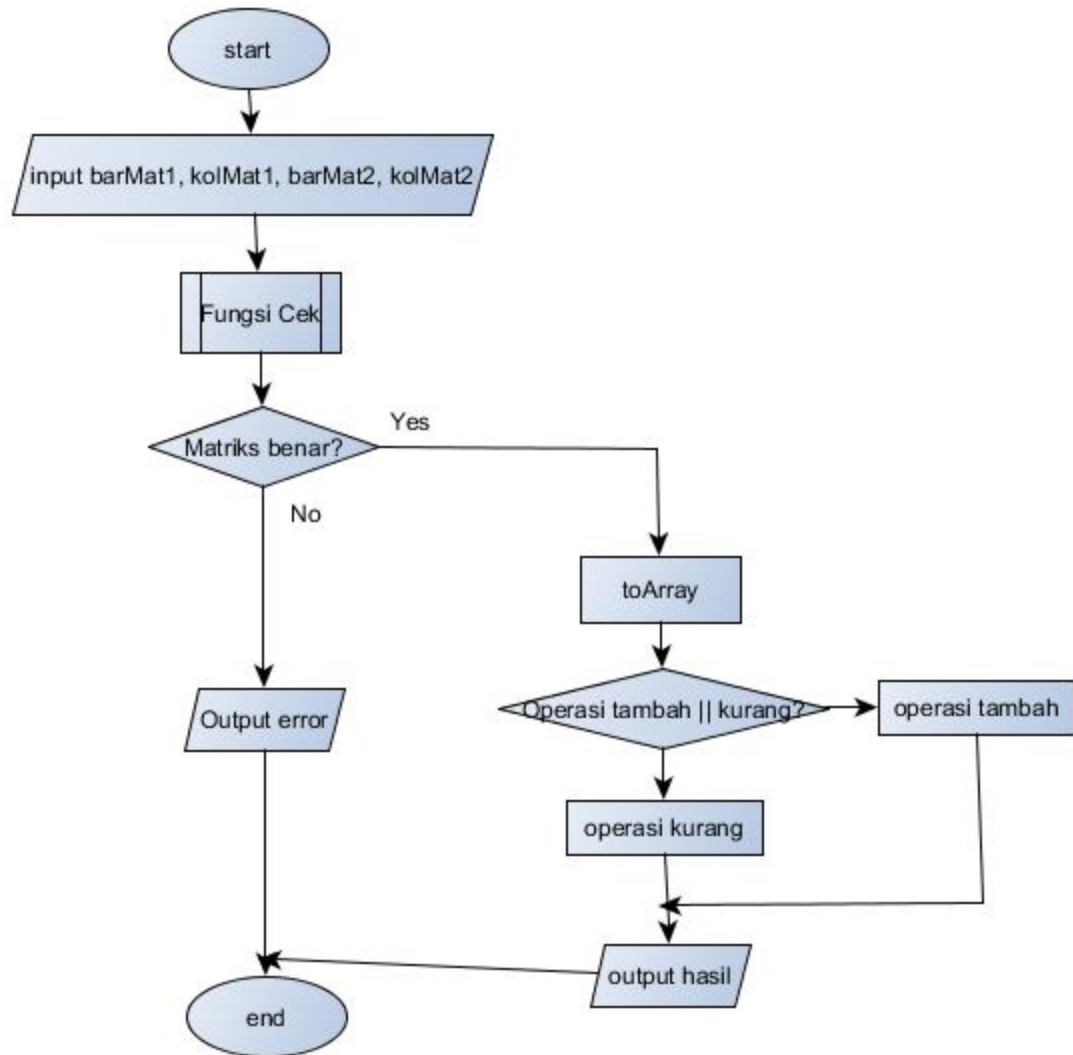 start
input barMat1, kolMat1, barMat2, kolMat2
Fungsi Cek
Matriks benar?
Yes
No
toArray
Operasi tambah || kurang?
operasi tambah
Output error
operasi kurang
output hasil
end